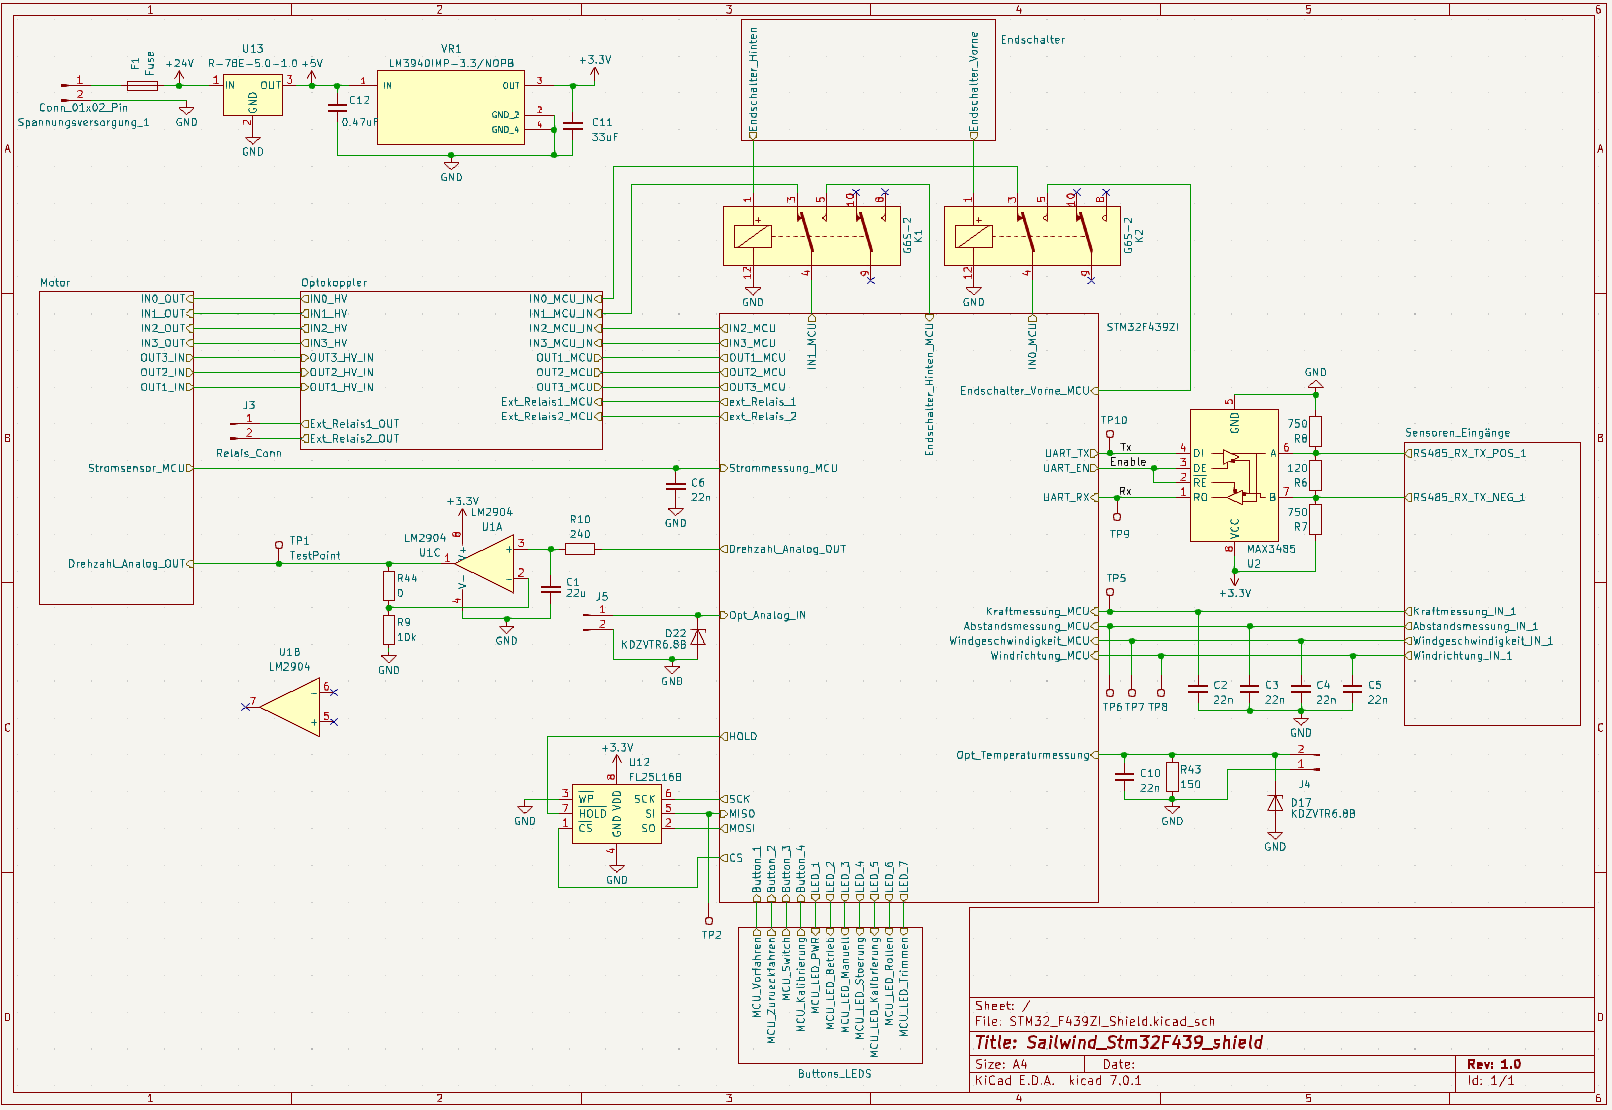 1 2 3 4 5 6
A B C D
A B C D
1 2 3 4 5 6
F1
Fuse
1
2
Conn_01x02_Pin
Spannungsversorgung_1
+24V
GND
U13
R-78E-5.0-1.0
+5V
1 IN OUT 3
GND
2
GND
C12
0.47uF
VR1
LM3940IMP-3.3/NOPB
1 IN OUT 3
GND_2 2
GND_4 4
GND
+3.3V
C11
33uF
Endschalter
Endschalter_Hinten
Endschalter_Vorne
1 3 5 10 8
12 4 9
G6S-2
K1
GND
1 3 5 10 8
12 4 9
G6S-2
K2
GND
Motor
IN0_OUT
IN1_OUT
IN2_OUT
IN3_OUT
OUT3_IN
OUT2_IN
OUT1_IN
Stromsensor_MCU
Drehzahl_Analog_OUT
Optokoppler
IN0_HV
IN1_HV
IN2_HV
IN3_HV
OUT3_HV_IN
OUT2_HV_IN
OUT1_HV_IN
Ext_Relais1_OUT
Ext_Relais2_OUT
IN0_MCU_IN
IN1_MCU_IN
IN2_MCU_IN
IN3_MCU_IN
OUT1_MCU
OUT2_MCU
OUT3_MCU
Ext_Relais1_MCU
Ext_Relais2_MCU
J3
1
2
Relais_Conn
STM32F439ZI
IN1_MCU
Endschalter_Hinten_MCU
IN0_MCU
IN2_MCU
IN3_MCU
OUT1_MCU
OUT2_MCU
OUT3_MCU
ext_Relais_1
ext_Relais_2
Strommessung_MCU
Drehzahl_Analog_OUT
Opt_Analog_IN
HOLD
SCK
MISO
MOSI
CS
Endschalter_Vorne_MCU
UART_TX
UART_EN
UART_RX
Kraftmessung_MCU
Abstandsmessung_MCU
Windgeschwindigkeit_MCU
Windrichtung_MCU
Opt_Temperaturmessung
Button_1
Button_2
Button_3
Button_4
LED_1
LED_2
LED_3
LED_4
LED_5
LED_6
LED_7
C6
22n
GND
TP1
TestPoint
+3.3V
LM2904
U1A
LM2904
U1C
8
V+
V-
4
1
3
2
+
-
R10
240
C1
22u
GND
R44
0
R9
10k
GND
J5
1
2
D22
KDZVTR6.8B
GND
U1B
LM2904
7
6
5
-
+
+3.3V
U12
FL25L16B
8
3 WP
7 HOLD
1 CS
VDD
GND
SCK 6
SI 5
SO 2
4
GND
GND
TP2
TP10
Tx
Enable
Rx
TP9
4 DI
3 DE
2 RE
1 RO
GND
5
VCC
8
A 6
B 7
MAX3485
U2
+3.3V
GND
750
R8
120
R6
750
R7
Sensoren_Eingänge
RS485_RX_TX_POS_1
RS485_RX_TX_NEG_1
Kraftmessung_IN_1
Abstandsmessung_IN_1
Windgeschwindigkeit_IN_1
Windrichtung_IN_1
TP5
TP6
TP7
TP8
C2
22n
C3
22n
C4
22n
C5
22n
GND
C10
22n
R43
150
GND
2
1
J4
D17
KDZVTR6.8B
GND
MCU_Vorfahren
MCU_Zurueckfahren
MCU_Switch
MCU_Kalibrierung
MCU_LED_PWR
MCU_LED_Betrieb
MCU_LED_Manuell
MCU_LED_Stoerung
MCU_LED_Kalibrierung
MCU_LED_Rollen
MCU_LED_Trimmen
Buttons_LEDS
Sheet: /
File: STM32_F439ZI_Shield.kicad_sch
Title: Sailwind_Stm32F439_shield
Size: A4 Date: Rev: 1.0
KiCad E.D.A. kicad 7.0.1 Id: 1/1